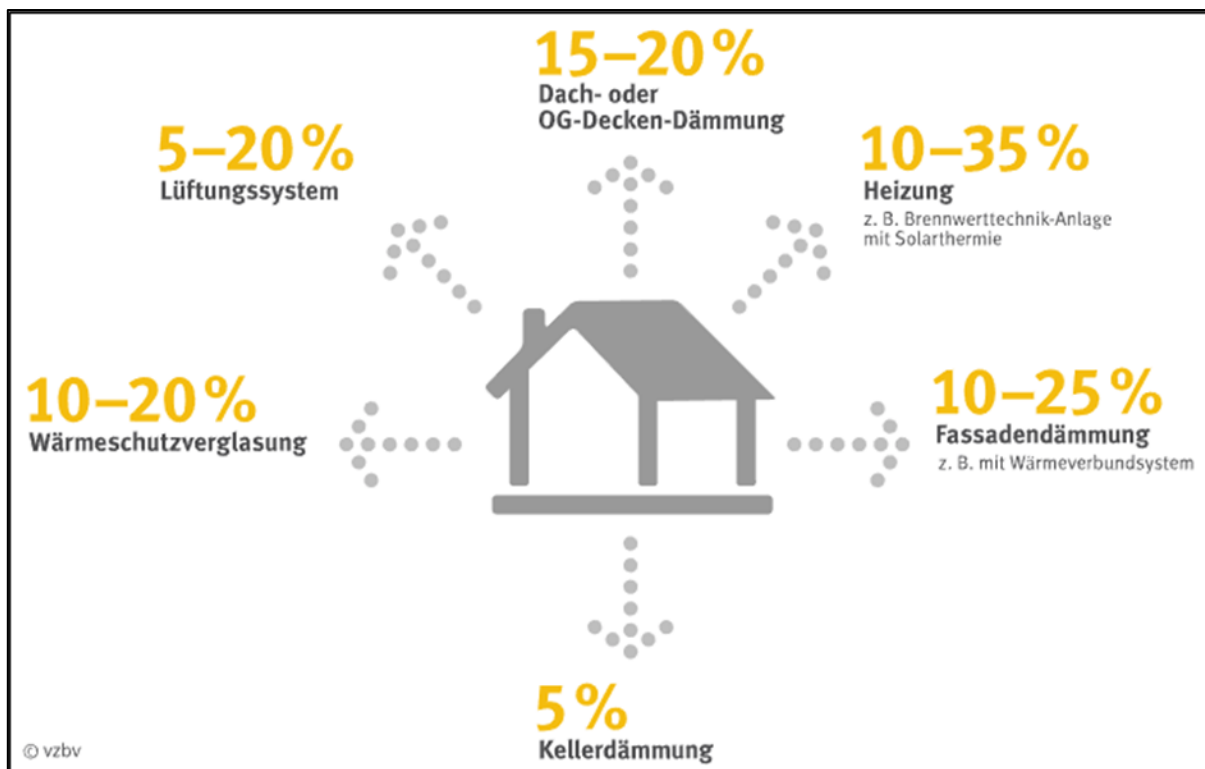 15–20 %
Dach- oder
OG-Decken-Dämmung
5–20 %
Lüftungssystem
10–35 %
Heizung
z. B. Brennwerttechnik-Anlage
mit Solarthermie
10–20 %
Wärmeschutzverglasung
10–25 %
Fassadendämmung
z. B. mit Wärmeverbundsystem
5 %
Kellerdämmung
© vzbv